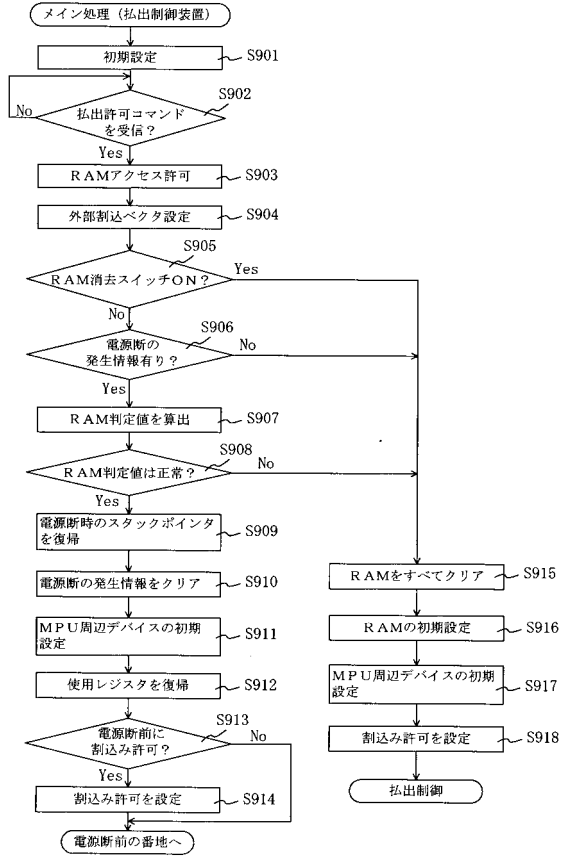 メイン処理（払出制御装置）
初期設定
S901
S902
払出許可コマンド
を受信？
No
Yes
ＲＡＭアクセス許可
S903
外部割込ベクタ設定
S904
S905
ＲＡＭ消去スイッチＯＮ？
Yes
No
S906
電源断の
発生情報有り？
No
Yes
ＲＡＭ判定値を算出
S907
S908
ＲＡＭ判定値は正常？
No
Yes
電源断時のスタックポインタ
を復帰
S909
電源断の発生情報をクリア
S910
ＭＰＵ周辺デバイスの初期
設定
S911
使用レジスタを復帰
S912
S913
電源断前に
割込み許可？
No
Yes
割込み許可を設定
S914
電源断前の番地へ
ＲＡＭをすべてクリア
S915
ＲＡＭの初期設定
S916
ＭＰＵ周辺デバイスの初期
設定
S917
割込み許可を設定
S918
払出制御